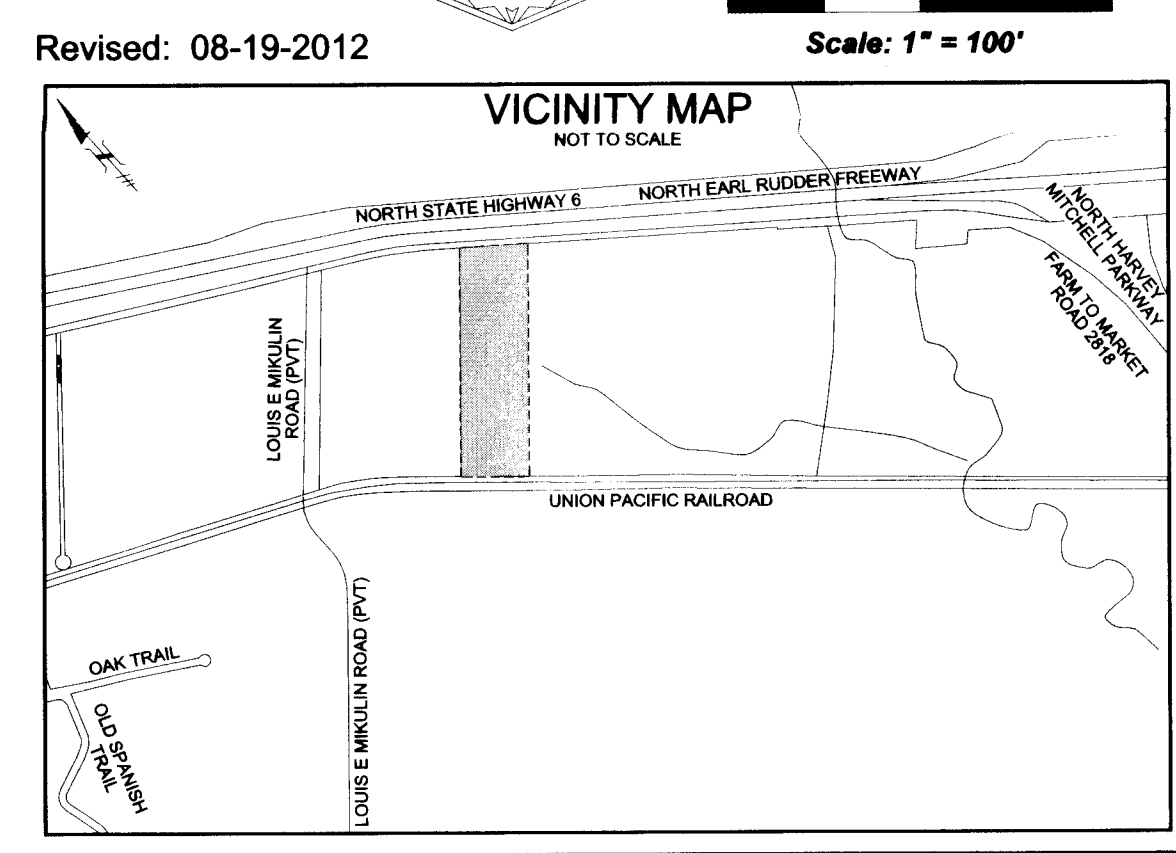 Revised: 08-19-2012
Scale: 1" = 100'
VICINITY MAP
NOT TO SCALE
NORTH STATE HIGHWAY 6
NORTH EARL RUDDER FREEWAY
NORTH HARVEY
MITCHELL PARKWAY
FARM TO MARKET
ROAD 2818
LOUIS E MIKULIN
ROAD (PVT)
UNION PACIFIC RAILROAD
LOUIS E MIKULIN ROAD (PVT)
OAK TRAIL
OLD SPANISH
TRAIL